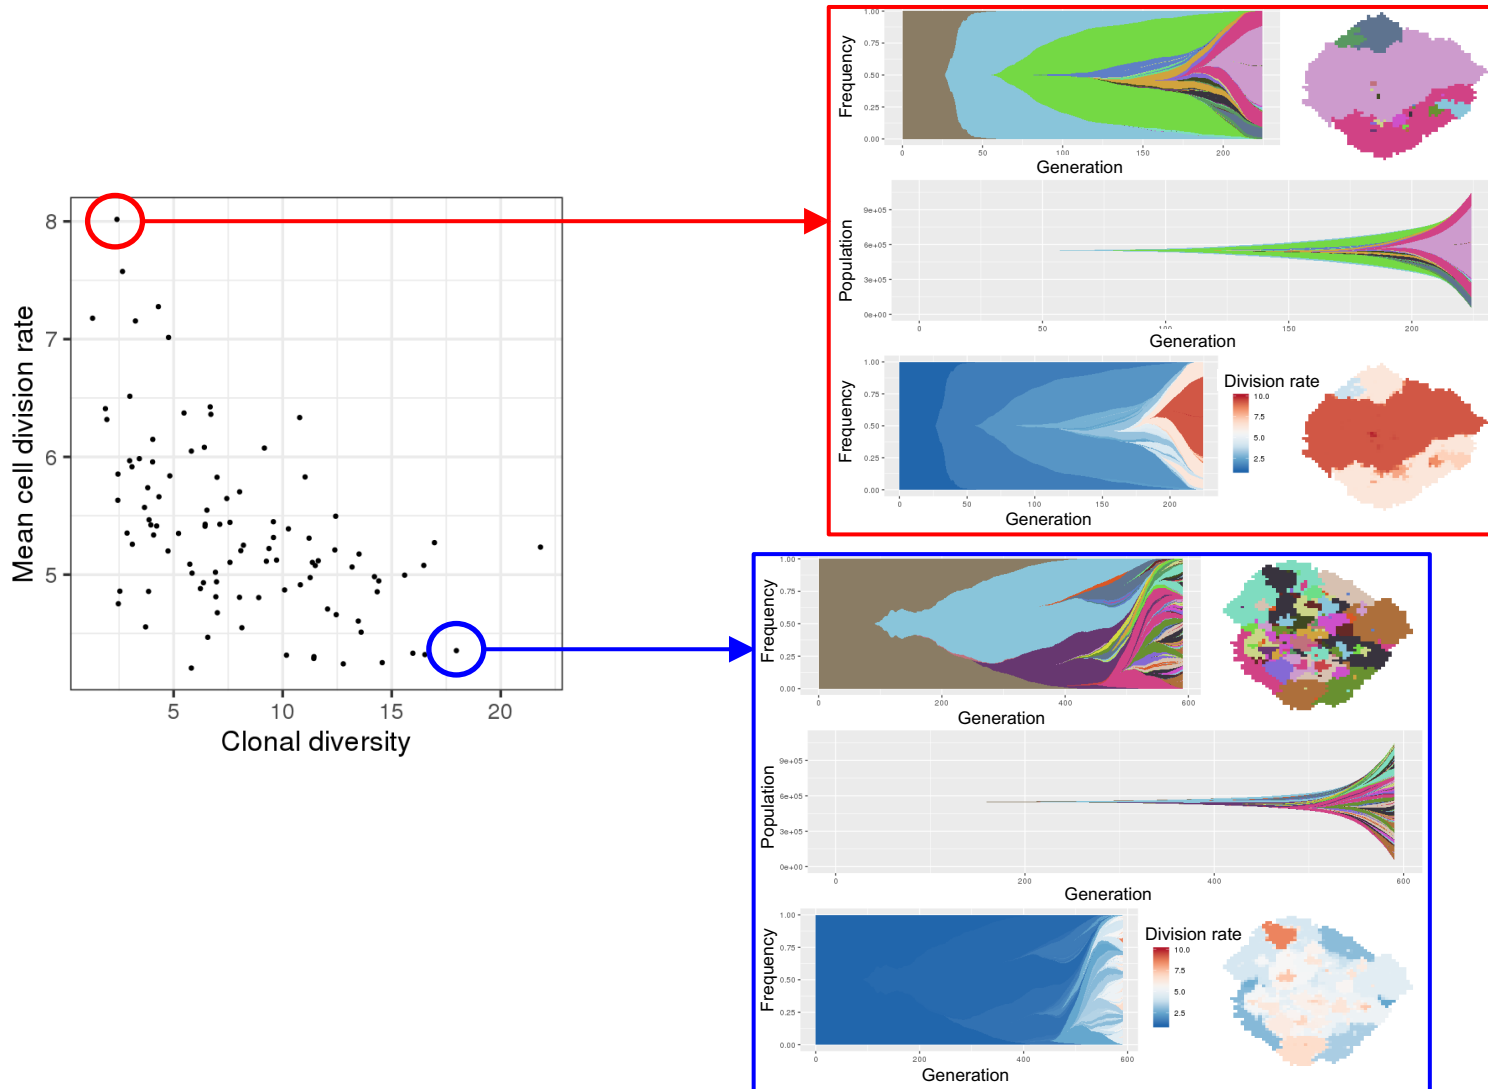 Mean cell division rate
8
7
6
5
5
10
15
20
Clonal diversity
Frequency
1.00
0.75
0.50
0.25
0.00
0
50
100
150
200
Generation
Population
9e+05
6e+05
3e+05
0e+00
0
50
100
150
200
Generation
Frequency
1.00
0.75
0.50
0.25
0.00
0
50
100
150
200
Generation
Division rate
10.0
7.5
5.0
2.5
Frequency
1.00
0.75
0.50
0.25
0.00
0
200
400
600
Generation
Population
9e+05
6e+05
3e+05
0e+00
0
200
400
600
Generation
Frequency
1.00
0.75
0.50
0.25
0.00
0
200
400
600
Generation
Division rate
10.0
7.5
5.0
2.5